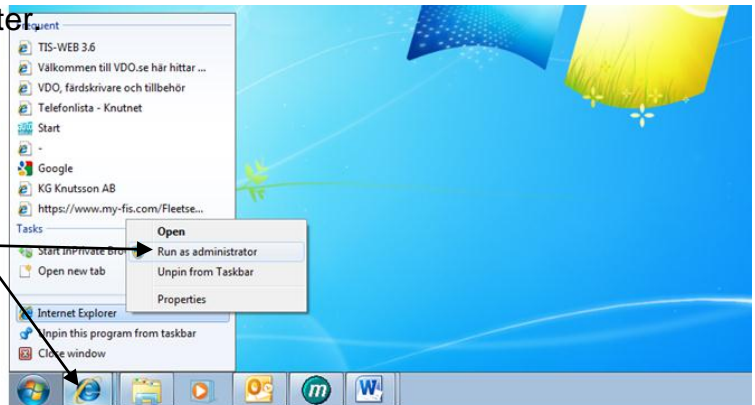 ter.
Frequent
TIS-WEB 3.6
Välkommen till VDO.se här hittar ...
VDO, färdskrivare och tillbehör
Telefonlista - Knutnet
Start
-
Google
KG Knutsson AB
https://www.my-fis.com/Fleetse...
Tasks
Start InPrivate Bro
Open new tab
Open
Run as administrator
Unpin from Taskbar
Properties
Internet Explorer
Unpin this program from taskbar
Close window
m
W